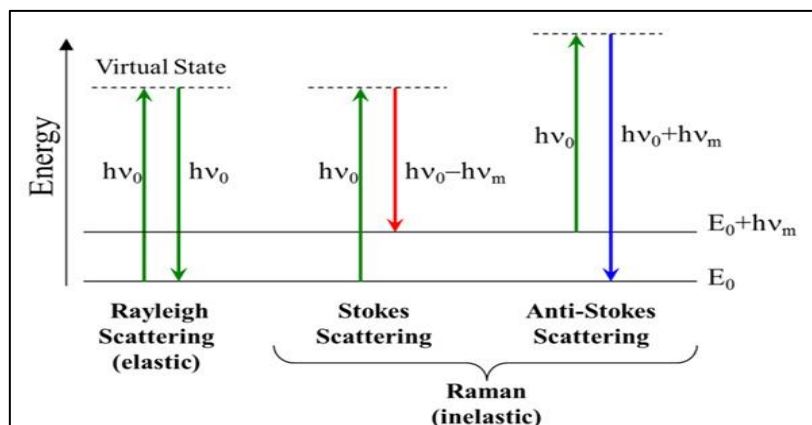 Energy
Virtual State
hν₀
hν₀
hν₀
hν₀–hνₘ
hν₀
hν₀+hνₘ
E₀+hνₘ
E₀
Rayleigh
Scattering
(elastic)
Stokes
Scattering
Anti-Stokes
Scattering
Raman
(inelastic)